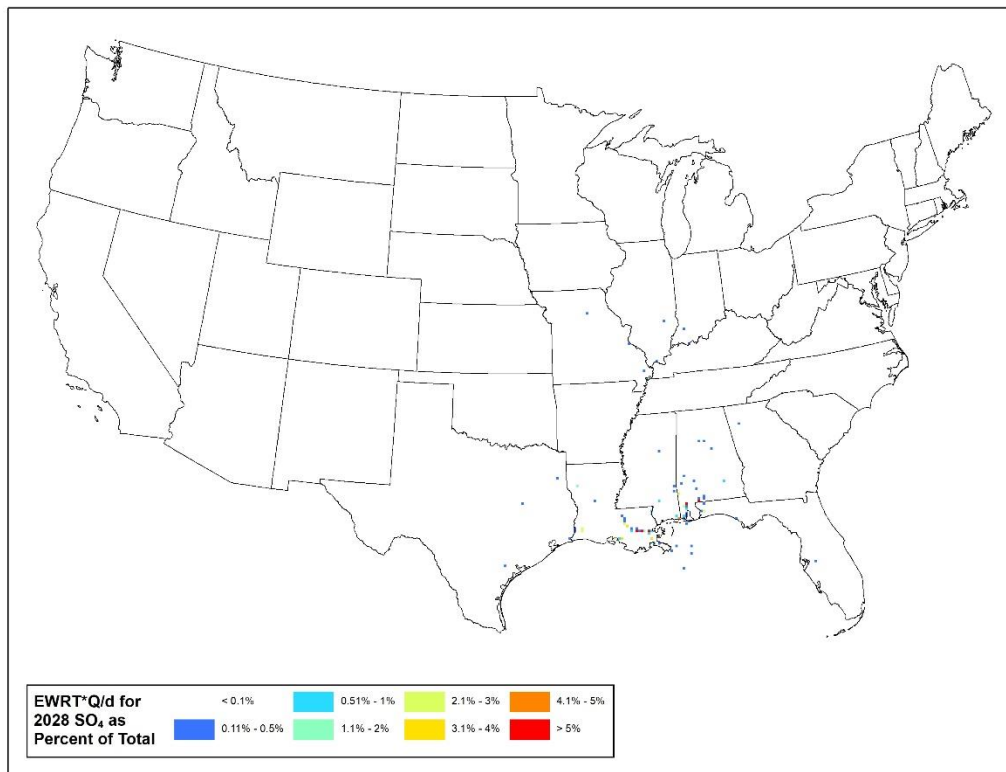 EWRT*Q/d for
2028 SO₄ as
Percent of Total
< 0.1%
0.11% - 0.5%
0.51% - 1%
1.1% - 2%
2.1% - 3%
3.1% - 4%
4.1% - 5%
> 5%